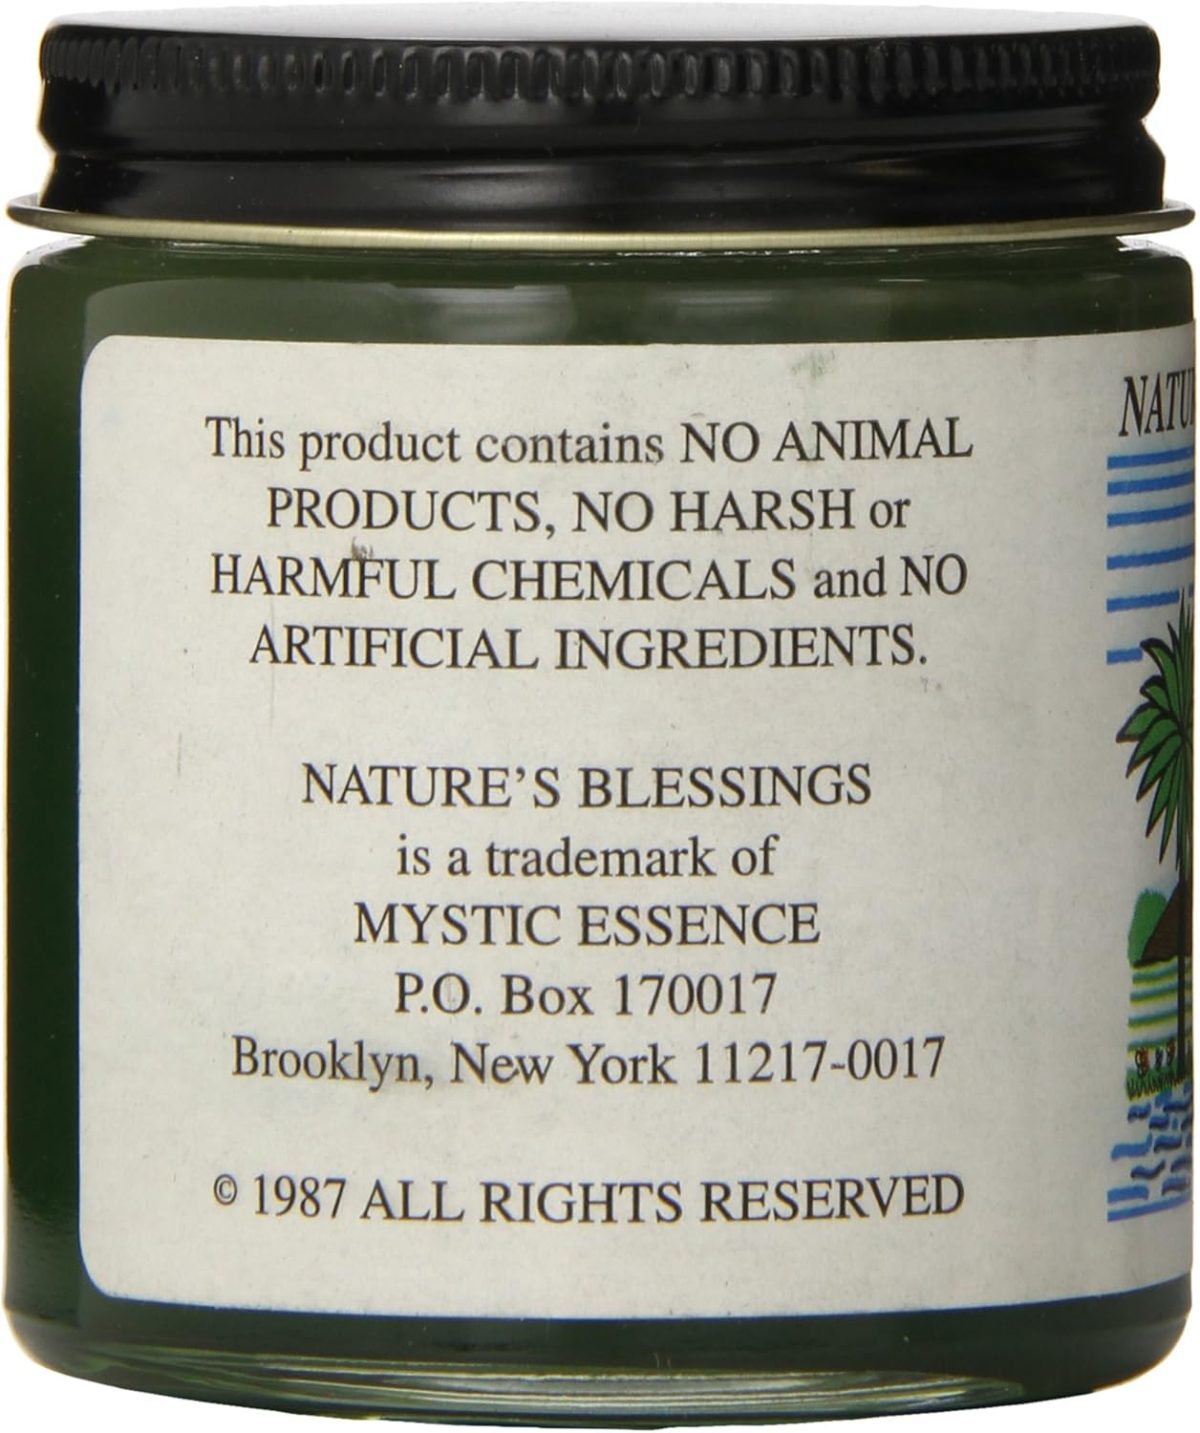 This product contains NO ANIMAL
PRODUCTS, NO HARSH or
HARMFUL CHEMICALS and NO
ARTIFICIAL INGREDIENTS.
NATURE'S BLESSINGS
is a trademark of
MYSTIC ESSENCE
P.O. Box 170017
Brooklyn, New York 11217-0017
© 1987 ALL RIGHTS RESERVED